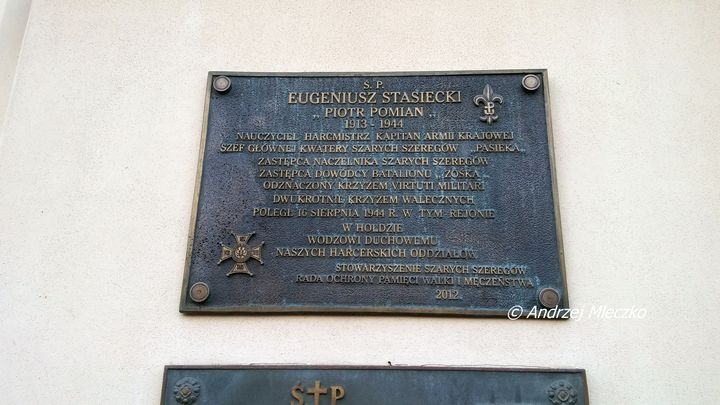 Ś. P.
EUGENIUSZ STASIECKI
„ PIOTR POMIAN „
1913 - 1944
NAUCZYCIEL HARCMISTRZ KAPITAN ARMII KRAJOWEJ
SZEF GŁÓWNEJ KWATERY SZARYCH SZEREGÓW „PASIEKA„
ZASTĘPCA NACZELNIKA SZARYCH SZEREGÓW
ZASTĘPCA DOWÓDCY BATALIONU „ZOŚKA„
ODZNACZONY KRZYŻEM VIRTUTI MILITARI
DWUKROTNIE KRZYŻEM WALECZNYCH
POLEGŁ 16 SIERPNIA 1944 R. W TYM REJONIE
W HOŁDZIE
WODZOWI DUCHOWEMU
NASZYCH HARCERSKICH ODDZIAŁÓW
STOWARZYSZENIE SZARYCH SZEREGÓW
RADA OCHRONY PAMIĘCI WALKI I MĘCZEŃSTWA
2012.
© Andrzej Mleczko
Ś P